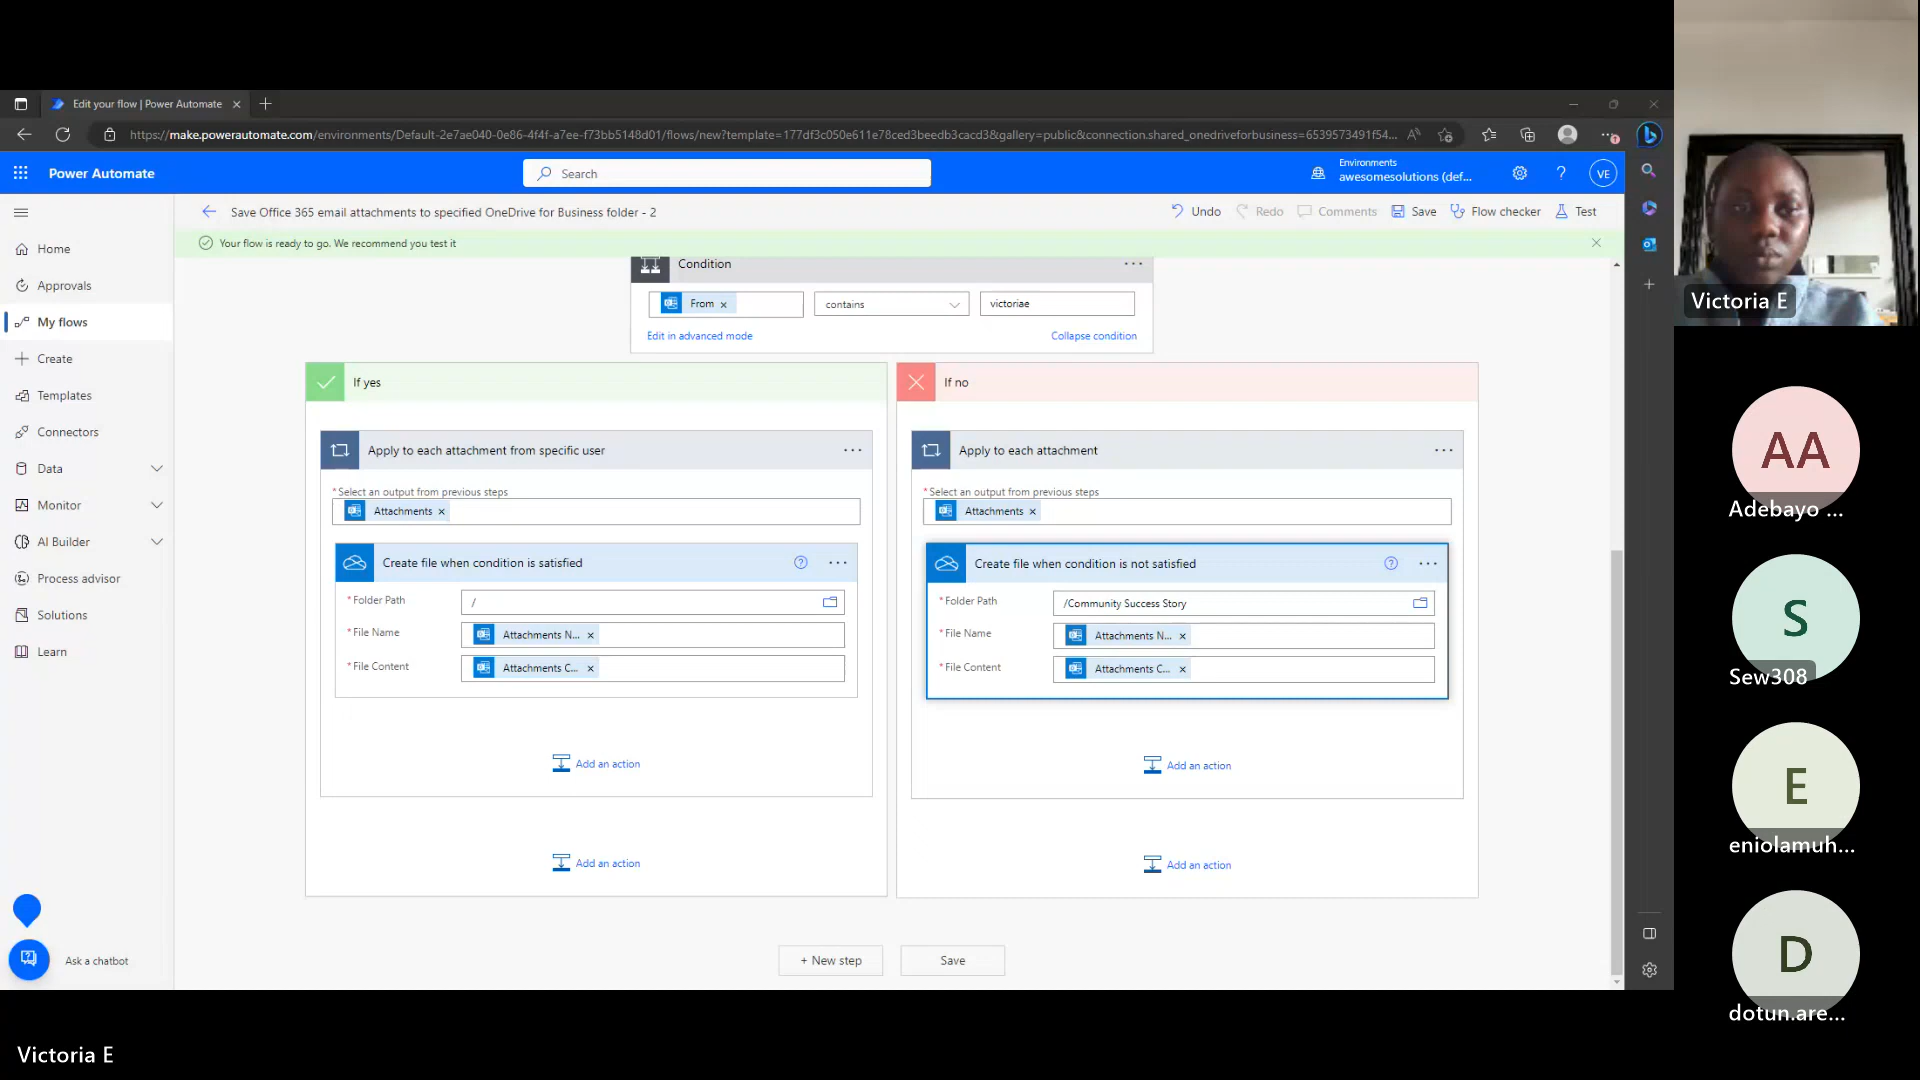 Edit your flow | Power Automate
https://make.powerautomate.com/environments/Default-2e7ae040-0e86-4f4f-a7ee-f73bb5148d01/flows/new?template=177df3c050e611e78ced3beedb3cacd3&gallery=public&connection.shared_onedriveforbusiness=6539573491f54...
Power Automate
Search
Environments
awesomesolutions (def...
VE
Save Office 365 email attachments to specified OneDrive for Business folder - 2
Undo
Redo
Comments
Save
Flow checker
Test
Your flow is ready to go. We recommend you test it
Home
Approvals
My flows
Create
Templates
Connectors
Data
Monitor
AI Builder
Process advisor
Solutions
Learn
Ask a chatbot
Condition
From
contains
victoriae
Edit in advanced mode
Collapse condition
If yes
Apply to each attachment from specific user
*Select an output from previous steps
Attachments
Create file when condition is satisfied
*Folder Path
/
*File Name
Attachments N...
*File Content
Attachments C...
Add an action
Add an action
If no
Apply to each attachment
*Select an output from previous steps
Attachments
Create file when condition is not satisfied
*Folder Path
/Community Success Story
*File Name
Attachments N...
*File Content
Attachments C...
Add an action
Add an action
+ New step
Save
Victoria E
AA
Adebayo ...
S
Sew308
E
eniolamuh...
D
dotun.are...
Victoria E